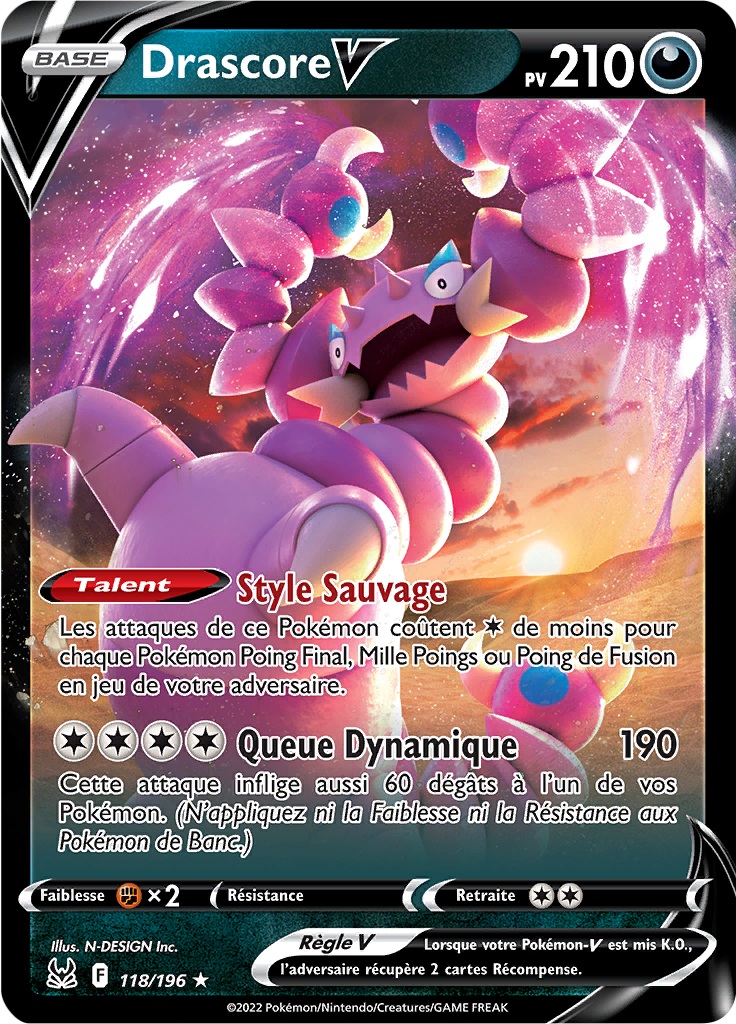 BASE
Drascore V
PV 210
Talent Style Sauvage
Les attaques de ce Pokémon coûtent de moins pour
chaque Pokémon Poing Final, Mille Poings ou Poing de Fusion
en jeu de votre adversaire.
Queue Dynamique 190
Cette attaque inflige aussi 60 dégâts à l'un de vos
Pokémon. (N'appliquez ni la Faiblesse ni la Résistance aux
Pokémon de Banc.)
Faiblesse ×2 Résistance Retraite
Illus. N-DESIGN Inc.
F 118/196 ★
Règle V Lorsque votre Pokémon-V est mis K.O.,
l'adversaire récupère 2 cartes Récompense.
©2022 Pokémon/Nintendo/Creatures/GAME FREAK